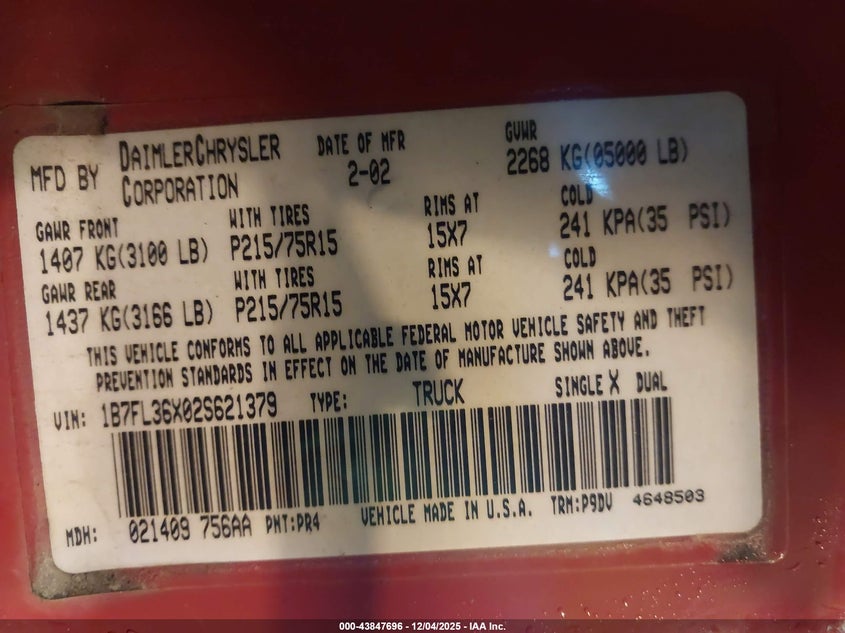 MFD BY DAIMLERCHRYSLER CORPORATION DATE OF MFR 2-02 GVWR 2268 KG(05000 LB)
GAWR FRONT WITH TIRES RIMS AT COLD
1407 KG(3100 LB) P215/75R15 15X7 241 KPA(35 PSI)
GAWR REAR WITH TIRES RIMS AT COLD
1437 KG(3166 LB) P215/75R15 15X7 241 KPA(35 PSI)
THIS VEHICLE CONFORMS TO ALL APPLICABLE FEDERAL MOTOR VEHICLE SAFETY AND THEFT
PREVENTION STANDARDS IN EFFECT ON THE DATE OF MANUFACTURE SHOWN ABOVE.
VIN: 1B7FL36X02S621379 TYPE: TRUCK SINGLE X DUAL
MDH: 021409 756AA PNT:PR4 VEHICLE MADE IN U.S.A. TRM:P9DV 4648503
000-43847696 - 12/04/2025 - IAA Inc.